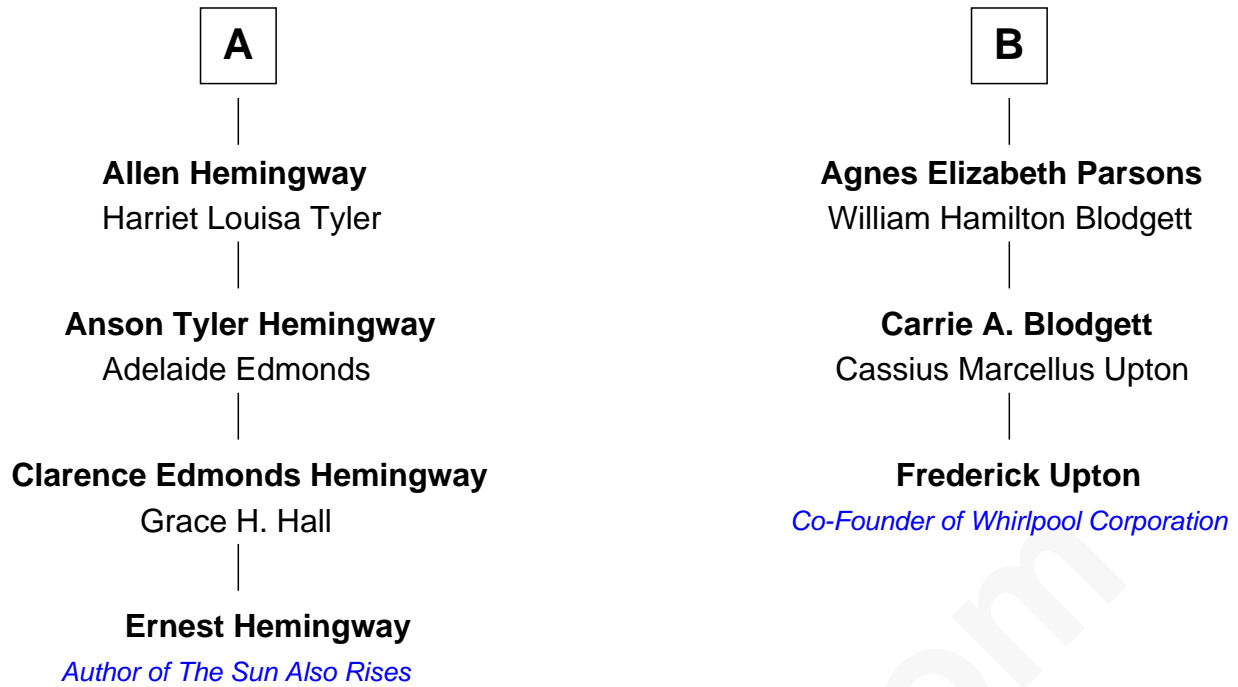 A
Allen Hemingway
Harriet Louisa Tyler
Anson Tyler Hemingway
Adelaide Edmonds
Clarence Edmonds Hemingway
Grace H. Hall
Ernest Hemingway
Author of The Sun Also Rises
B
Agnes Elizabeth Parsons
William Hamilton Blodgett
Carrie A. Blodgett
Cassius Marcellus Upton
Frederick Upton
Co-Founder of Whirlpool Corporation
om